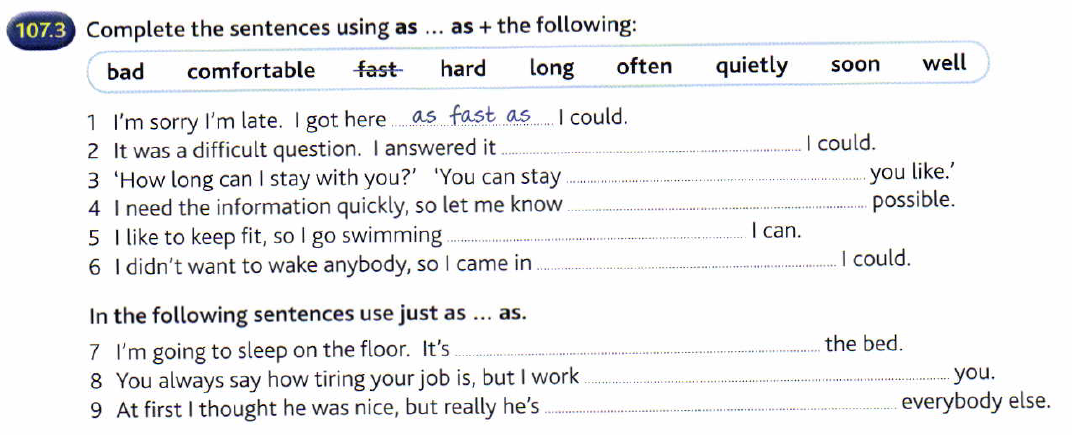 107.3 Complete the sentences using as ... as + the following:
bad comfortable fast hard long often quietly soon well
1 I'm sorry I'm late. I got here as fast as I could.
2 It was a difficult question. I answered it ........ I could.
3 ‘How long can I stay with you?’ ‘You can stay ........ you like.’
4 I need the information quickly, so let me know ........ possible.
5 I like to keep fit, so I go swimming ........ I can.
6 I didn't want to wake anybody, so I came in ........ I could.
In the following sentences use just as ... as.
7 I'm going to sleep on the floor. It's ........ the bed.
8 You always say how tiring your job is, but I work ........ you.
9 At first I thought he was nice, but really he's ........ everybody else.